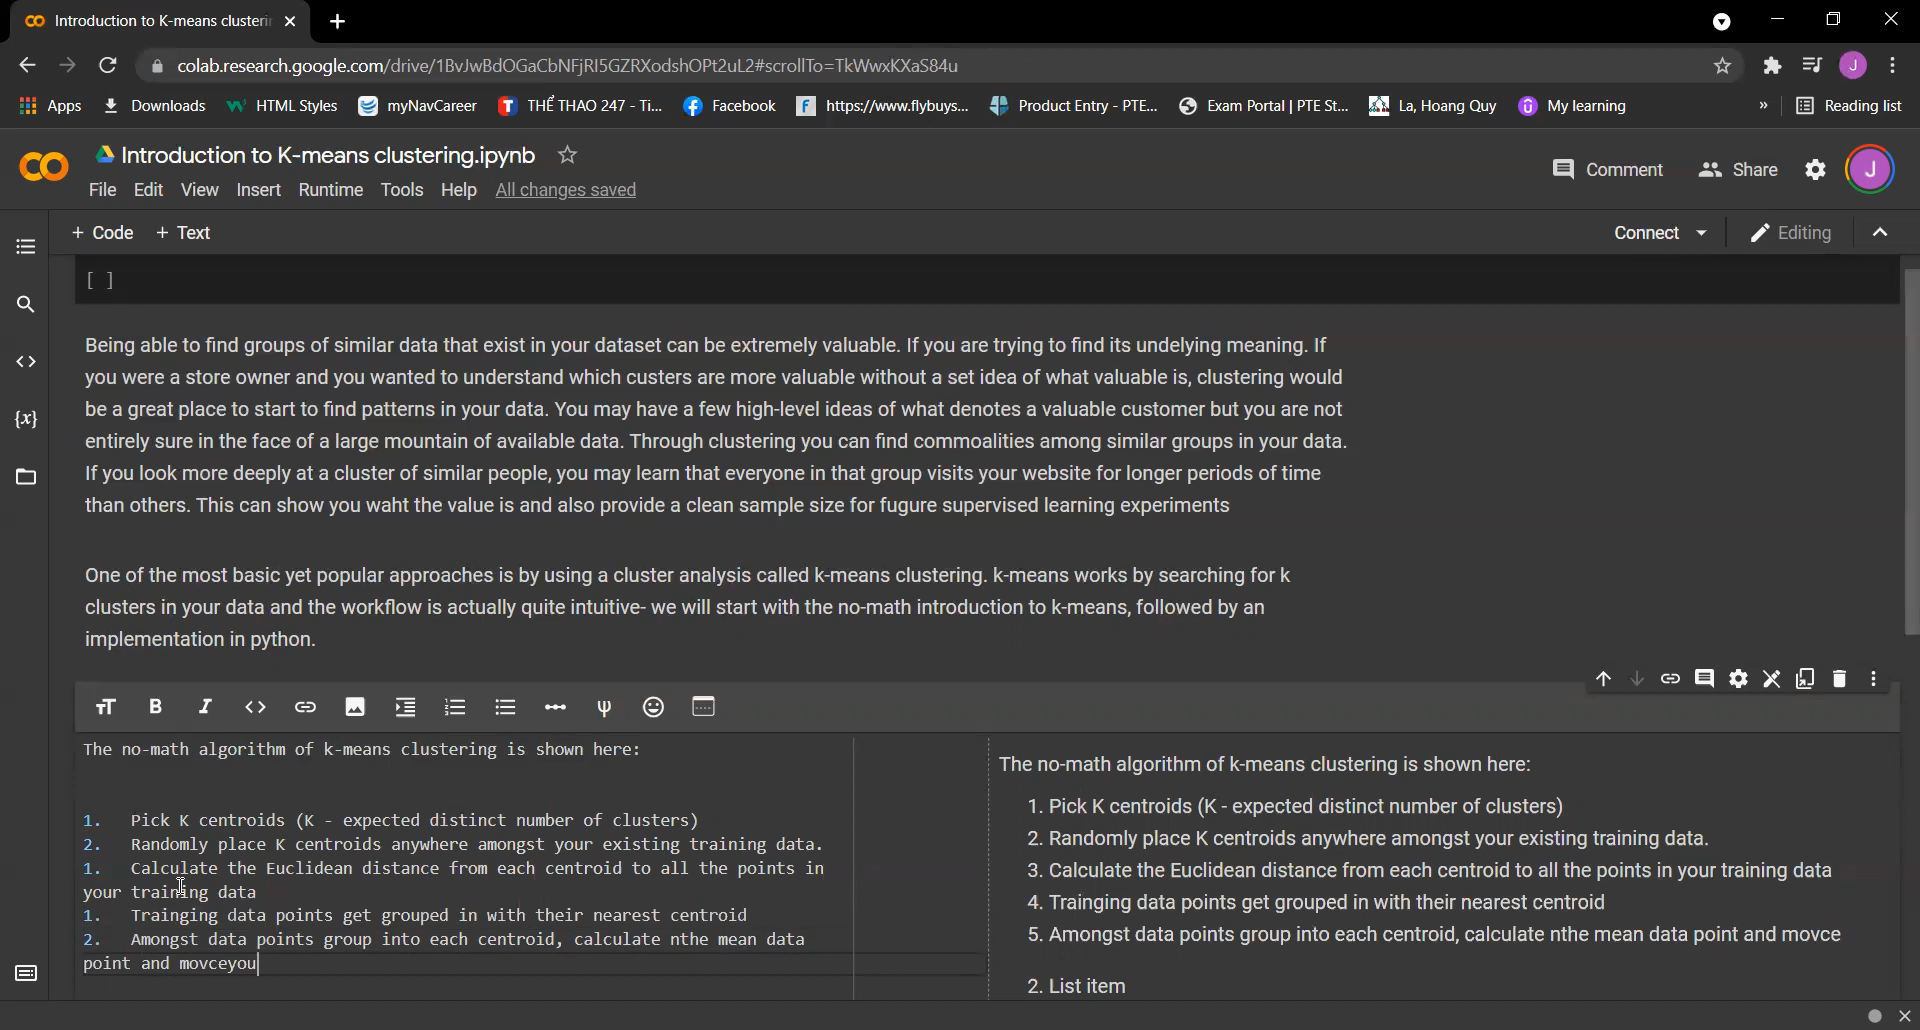 Introduction to K-means clusterin
colab.research.google.com/drive/1BvJwBdOGaCbNFjRI5GZRXodshOPt2uL2#scrollTo=TkWwxKXaS84u
J
Apps Downloads HTML Styles myNavCareer THỂ THAO 247 - Ti... Facebook https://www.flybuys... Product Entry - PTE... Exam Portal | PTE St... La, Hoang Quy My learning » Reading list
Introduction to K-means clustering.ipynb
Comment Share J
File Edit View Insert Runtime Tools Help All changes saved
+ Code + Text Connect Editing
[ ]
Being able to find groups of similar data that exist in your dataset can be extremely valuable. If you are trying to find its undelying meaning. If
you were a store owner and you wanted to understand which custers are more valuable without a set idea of what valuable is, clustering would
be a great place to start to find patterns in your data. You may have a few high-level ideas of what denotes a valuable customer but you are not
entirely sure in the face of a large mountain of available data. Through clustering you can find commoalities among similar groups in your data.
If you look more deeply at a cluster of similar people, you may learn that everyone in that group visits your website for longer periods of time
than others. This can show you waht the value is and also provide a clean sample size for fugure supervised learning experiments
One of the most basic yet popular approaches is by using a cluster analysis called k-means clustering. k-means works by searching for k
clusters in your data and the workflow is actually quite intuitive- we will start with the no-math introduction to k-means, followed by an
implementation in python.
The no-math algorithm of k-means clustering is shown here:
1. Pick K centroids (K - expected distinct number of clusters)
2. Randomly place K centroids anywhere amongst your existing training data.
1. Calculate the Euclidean distance from each centroid to all the points in
your training data
1. Trainging data points get grouped in with their nearest centroid
2. Amongst data points group into each centroid, calculate nthe mean data
point and movceyou
The no-math algorithm of k-means clustering is shown here:
1. Pick K centroids (K - expected distinct number of clusters)
2. Randomly place K centroids anywhere amongst your existing training data.
3. Calculate the Euclidean distance from each centroid to all the points in your training data
4. Trainging data points get grouped in with their nearest centroid
5. Amongst data points group into each centroid, calculate nthe mean data point and movce
2. List item